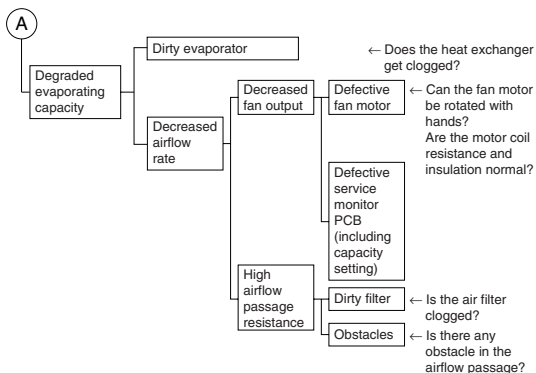 A
Degraded
evaporating
capacity
Dirty evaporator
← Does the heat exchanger
get clogged?
Decreased
airflow
rate
Decreased
fan output
Defective
fan motor
← Can the fan motor
be rotated with
hands?
Are the motor coil
resistance and
insulation normal?
Defective
service
monitor
PCB
(including
capacity
setting)
High
airflow
passage
resistance
Dirty filter
← Is the air filter
clogged?
Obstacles
← Is there any
obstacle in the
airflow passage?